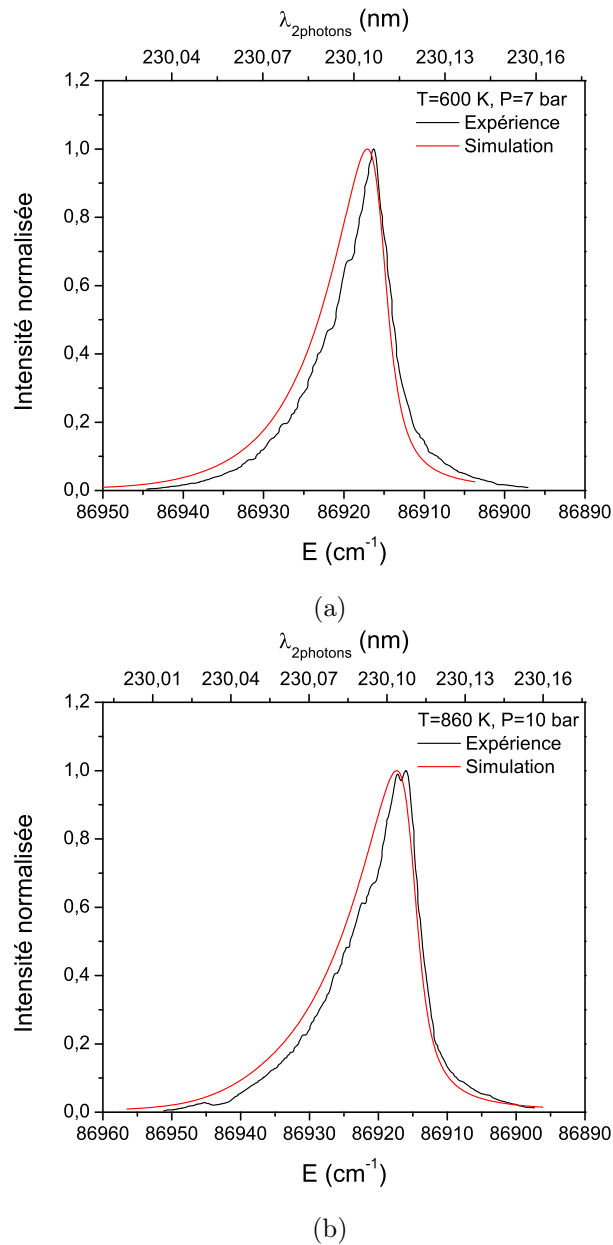 λ2photons (nm)
230,04 230,07 230,10 230,13 230,16
1,2
1,0
0,8
0,6
0,4
0,2
0,0
Intensité normalisée
T=600 K, P=7 bar
Expérience
Simulation
86950 86940 86930 86920 86910 86900 86890
E (cm-1)
(a)
λ2photons (nm)
230,01 230,04 230,07 230,10 230,13 230,16
1,2
1,0
0,8
0,6
0,4
0,2
0,0
Intensité normalisée
T=860 K, P=10 bar
Expérience
Simulation
86960 86950 86940 86930 86920 86910 86900 86890
E (cm-1)
(b)